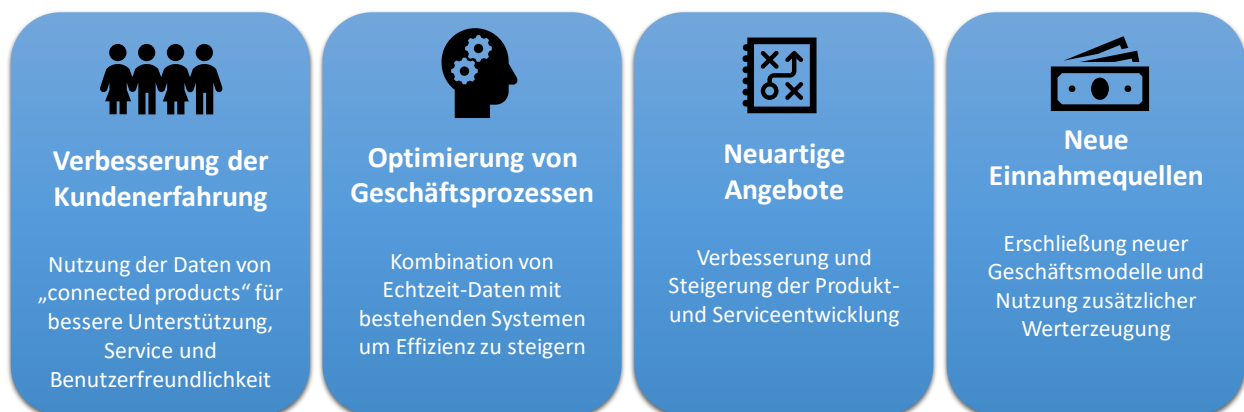 Verbesserung der
Kundenerfahrung
Nutzung der Daten von
„connected products“ für
bessere Unterstützung,
Service und
Benutzerfreundlichkeit
Optimierung von
Geschäftsprozessen
Kombination von
Echtzeit-Daten mit
bestehenden Systemen
um Effizienz zu steigern
Neuartige
Angebote
Verbesserung und
Steigerung der Produkt-
und Serviceentwicklung
Neue
Einnahmequellen
Erschließung neuer
Geschäftsmodelle und
Nutzung zusätzlicher
Werterzeugung